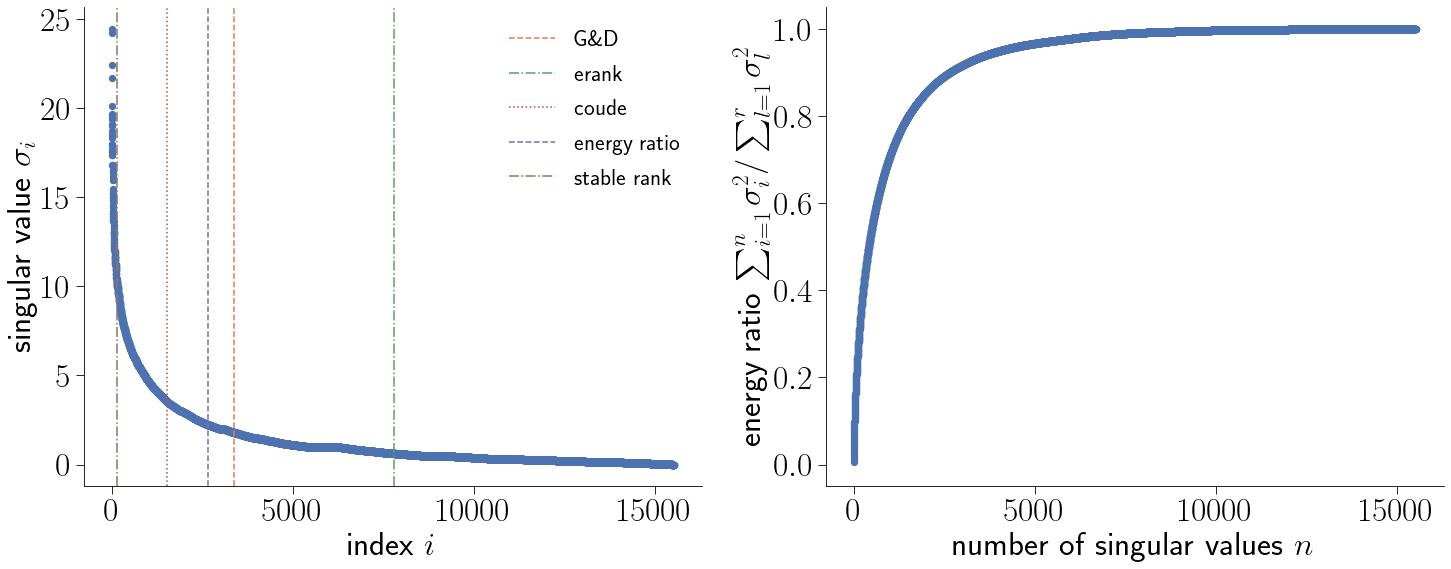 singular value σ_i
25
20
15
10
5
0
0
5000
10000
15000
index i
G&D
erank
coude
energy ratio
stable rank
energy ratio ∑_{i=1}^{n} σ_i^2 / ∑_{l=1}^{r} σ_l^2
1.0
0.8
0.6
0.4
0.2
0.0
0
5000
10000
15000
number of singular values n